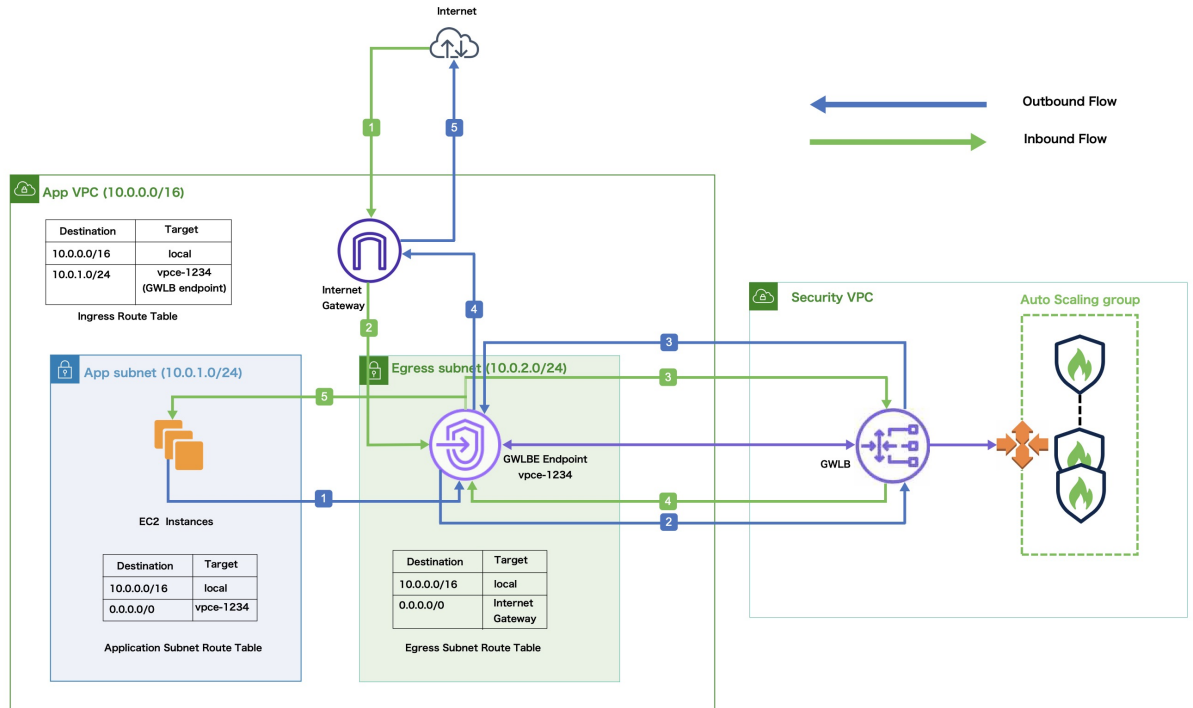 Internet
Outbound Flow
Inbound Flow
1
5
App VPC (10.0.0.0/16)
Destination Target
10.0.0.0/16 local
10.0.1.0/24 vpce-1234
(GWLB endpoint)
Ingress Route Table
Internet
Gateway
2
4
Security VPC
Auto Scaling group
3
App subnet (10.0.1.0/24)
Egress subnet (10.0.2.0/24)
3
5
GWLBE Endpoint
vpce-1234
GWLB
1
4
2
EC2 Instances
Destination Target
10.0.0.0/16 local
0.0.0.0/0 vpce-1234
Application Subnet Route Table
Destination Target
10.0.0.0/16 local
0.0.0.0/0 Internet
Gateway
Egress Subnet Route Table